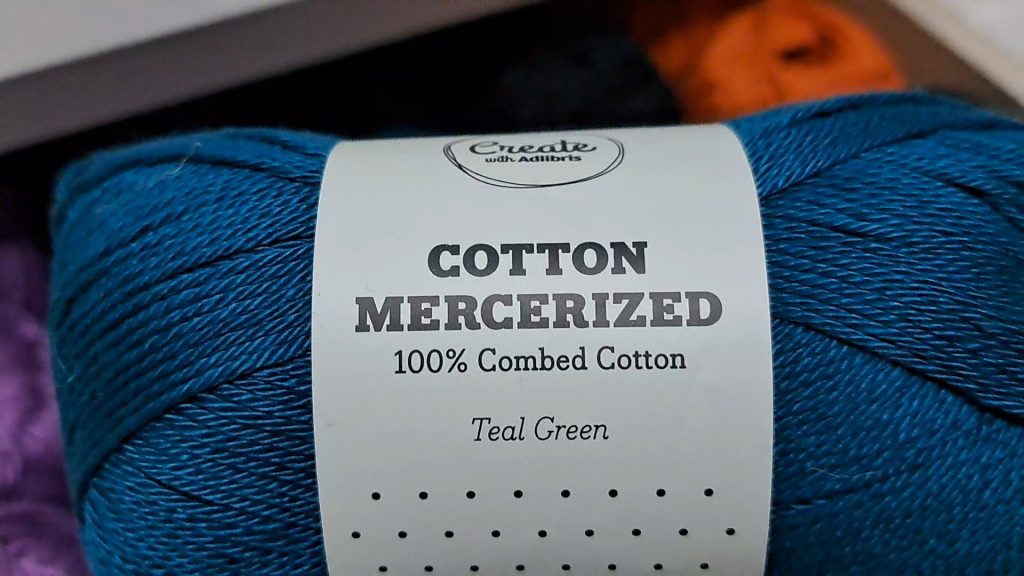 Create
with Adlibris
COTTON
MERCERIZED
100% Combed Cotton
Teal Green